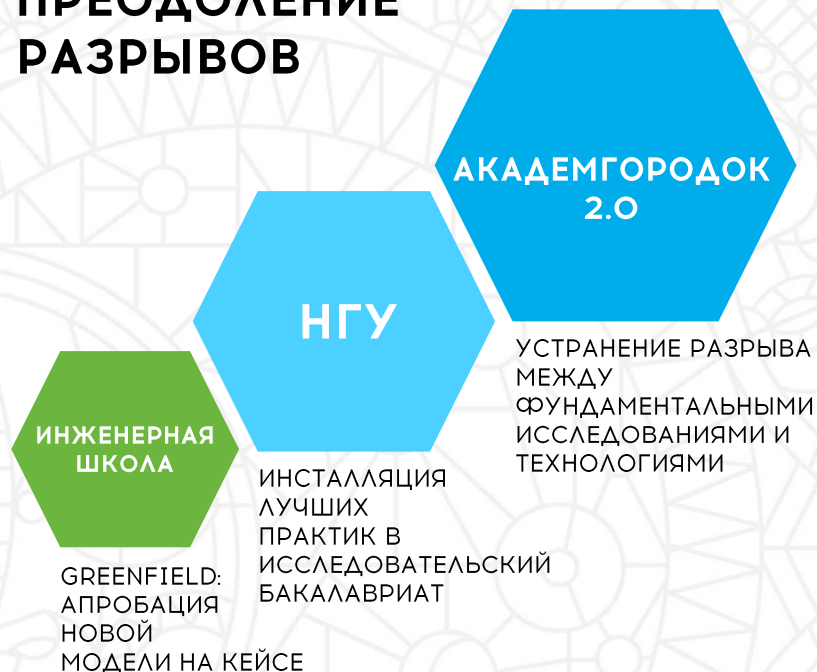 ПРЕОДОЛЕНИЕ
РАЗРЫВОВ
АКАДЕМГОРОДОК
2.0
НГУ
ИНЖЕНЕРНАЯ
ШКОЛА
УСТРАНЕНИЕ РАЗРЫВА
МЕЖДУ
ФУНДАМЕНТАЛЬНЫМИ
ИССЛЕДОВАНИЯМИ И
ТЕХНОЛОГИЯМИ
ИНСТАЛЛЯЦИЯ
ЛУЧШИХ
ПРАКТИК В
ИССЛЕДОВАТЕЛЬСКИЙ
БАКАЛАВРИАТ
GREENFIELD:
АПРОБАЦИЯ
НОВОЙ
МОДЕЛИ НА КЕЙСЕ